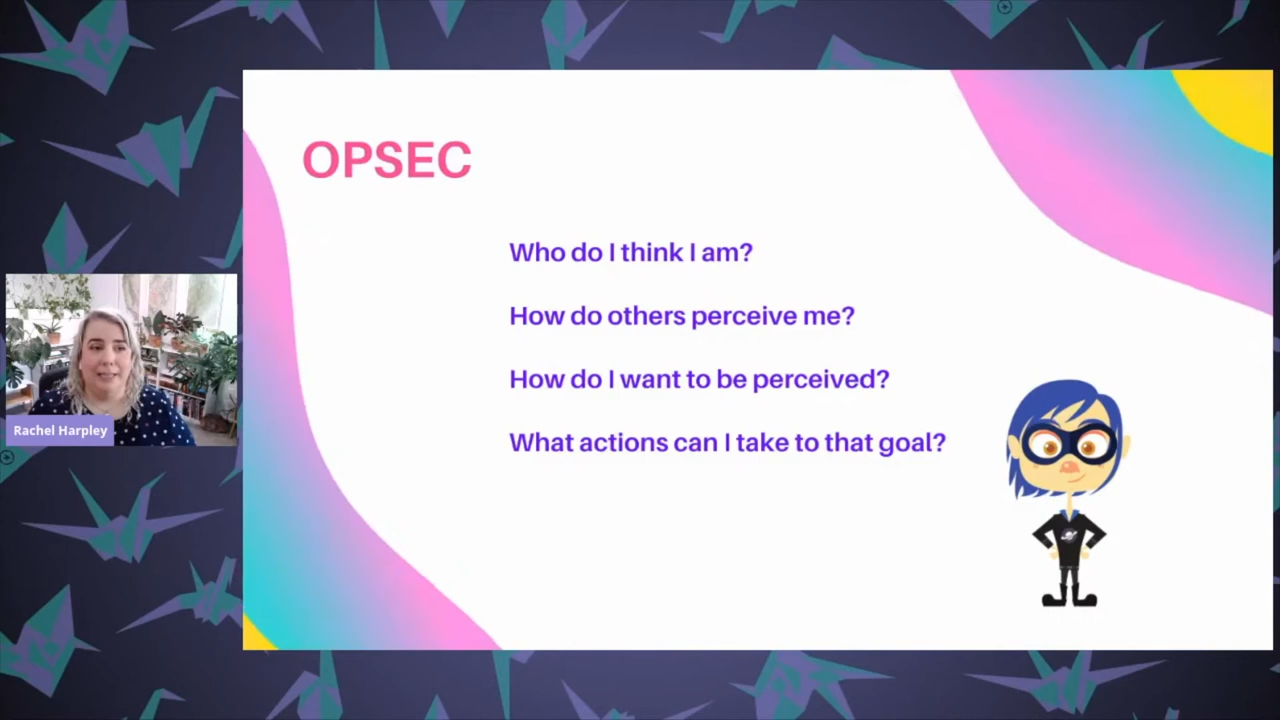 OPSEC
Who do I think I am?
How do others perceive me?
How do I want to be perceived?
What actions can I take to that goal?
Rachel Harpley